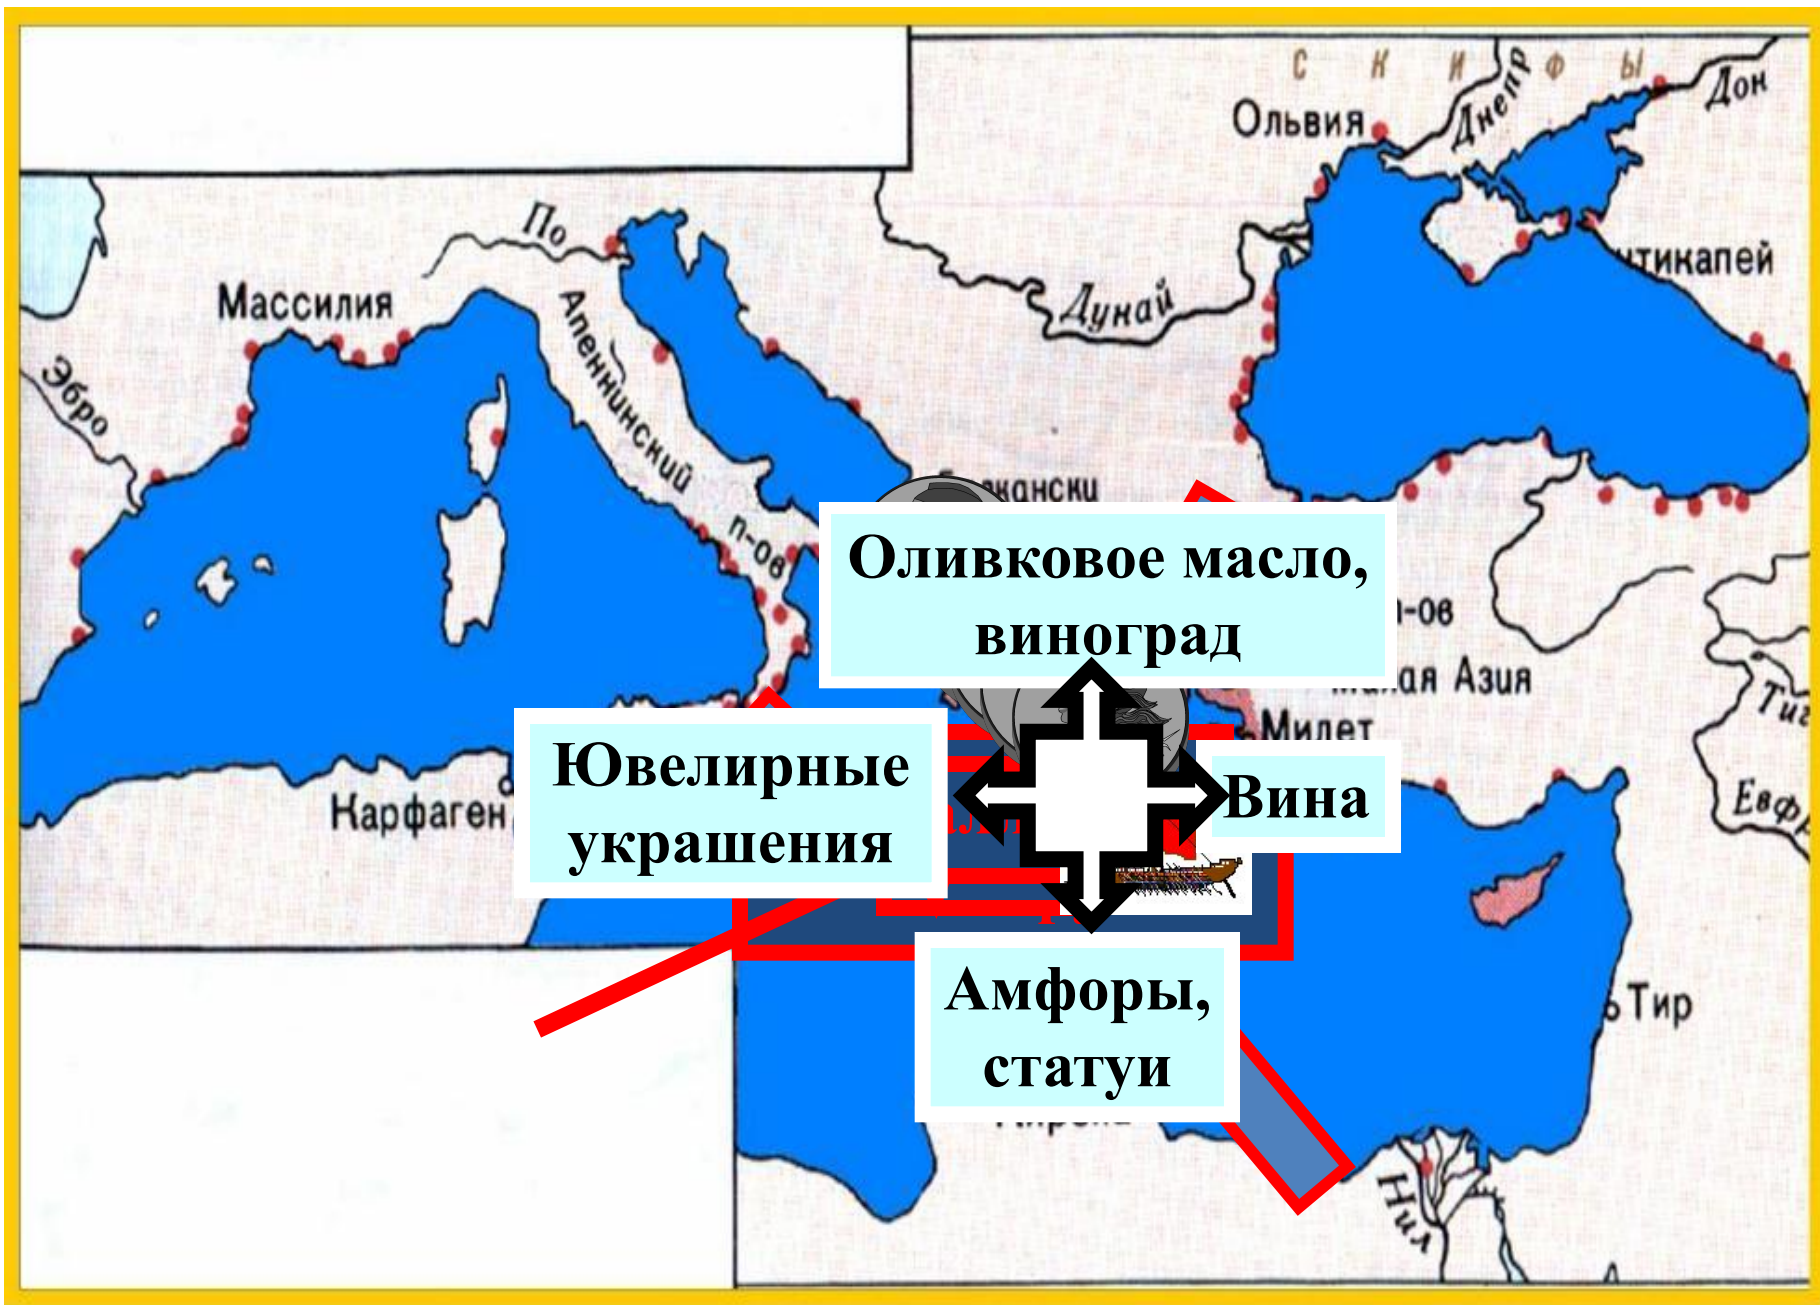 СКИФЫ
Дон
Днепр
Ольвия
По
Массилия
Дунай
Апеннинский
п-ов
Эбро
Оливковое масло,
виноград
Азия
Милет
Ювелирные
украшения
Вина
Карфаген
Амфоры,
статуи
Тир
Нил